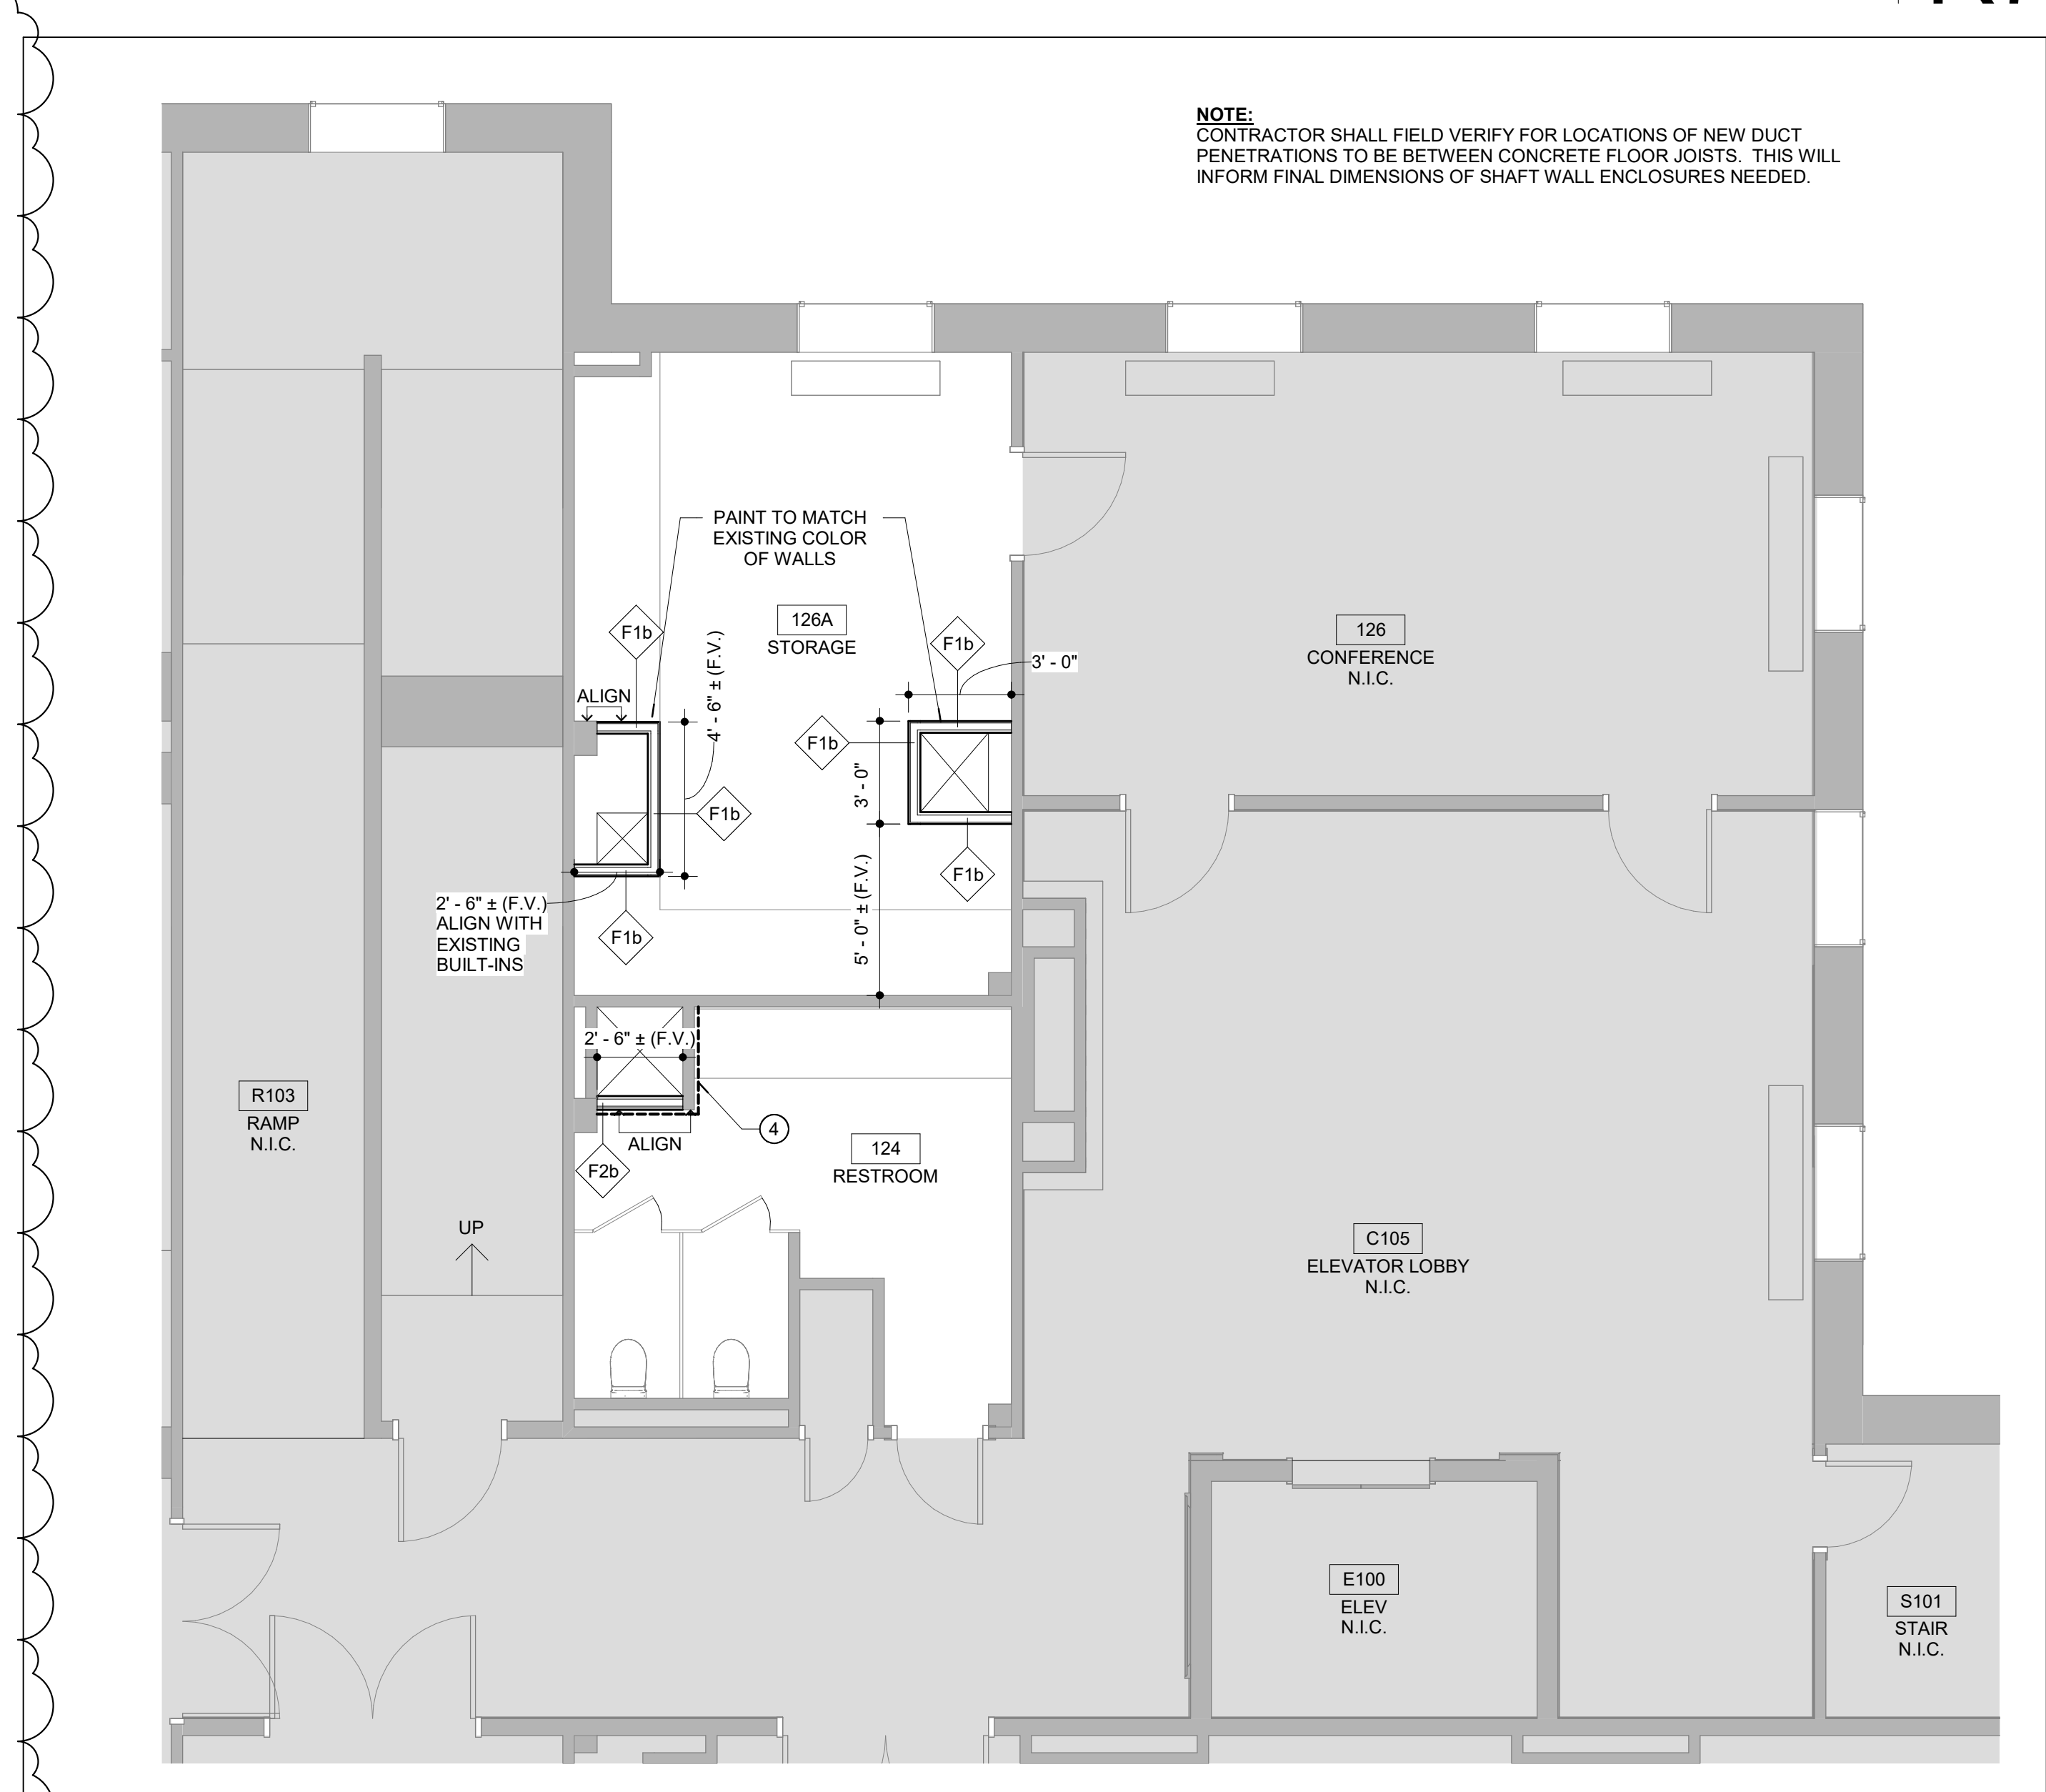 NOTE:
CONTRACTOR SHALL FIELD VERIFY FOR LOCATIONS OF NEW DUCT
PENETRATIONS TO BE BETWEEN CONCRETE FLOOR JOISTS. THIS WILL
INFORM FINAL DIMENSIONS OF SHAFT WALL ENCLOSURES NEEDED.
PAINT TO MATCH
EXISTING COLOR
OF WALLS
126A
STORAGE
F1b
F1b
3' - 0"
4' - 6" ± (F.V.)
ALIGN
F1b
3' - 0"
F1b
F1b
5' - 0" ± (F.V.)
2' - 6" ± (F.V.)
ALIGN WITH
EXISTING
BUILT-INS
F1b
126
CONFERENCE
N.I.C.
2' - 6" ± (F.V.)
R103
RAMP
N.I.C.
4
ALIGN
F2b
124
RESTROOM
UP
C105
ELEVATOR LOBBY
N.I.C.
E100
ELEV
N.I.C.
S101
STAIR
N.I.C.